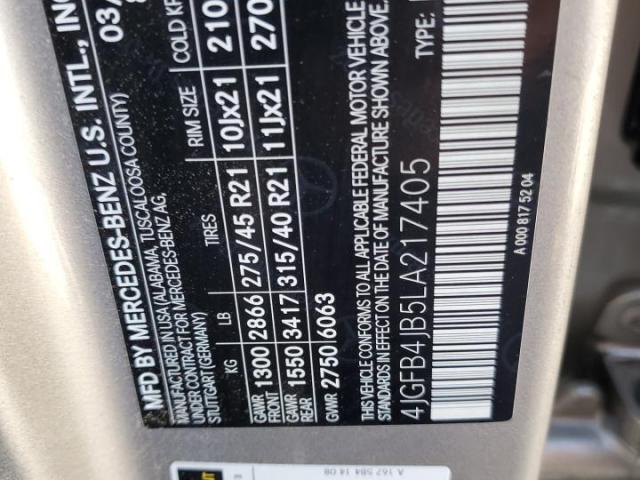 MFD BY MERCEDES-BENZ U.S. INTL., INC
03/
MANUFACTURED IN USA (ALABAMA, TUSCALOOSA COUNTY)
UNDER CONTRACT FOR MERCEDES-BENZ AG,
STUTTGART (GERMANY)
KG LB TIRES RIM SIZE COLD KP
GAWR 1300 2866 275/45 R21 10Jx21 210
GAWR REAR 1550 3417 315/40 R21 11Jx21 270
GVWR 2750 6063
THIS VEHICLE CONFORMS TO ALL APPLICABLE FEDERAL MOTOR VEHICLE
STANDARDS IN EFFECT ON THE DATE OF MANUFACTURE SHOWN ABOVE.
4JGFB4JB5LA217405 TYPE:
A 000 817 52 04
A 167 584 14 08